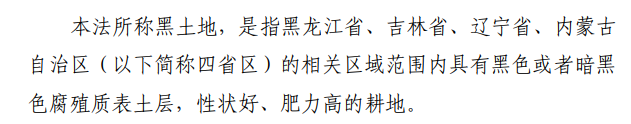 本法所称黑土地，是指黑龙江省、吉林省、辽宁省、内蒙古
自治区（以下简称四省区）的相关区域范围内具有黑色或者暗黑
色腐殖质表土层，性状好、肥力高的耕地。